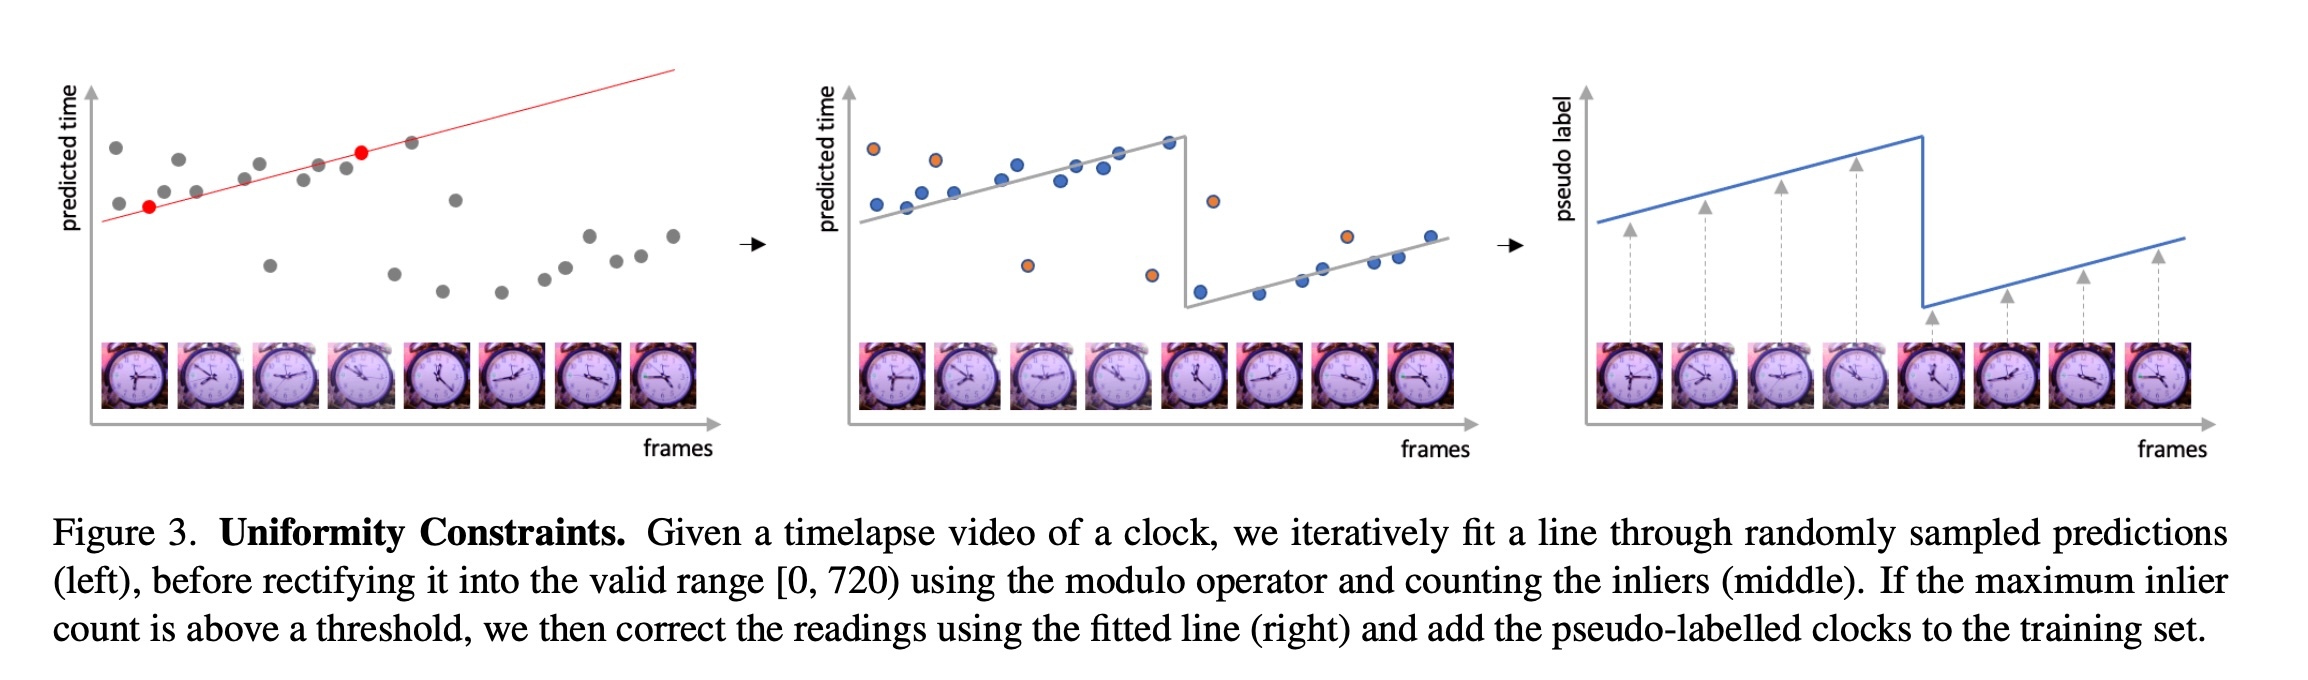 predicted time
frames
predicted time
frames
pseudo label
frames
Figure 3. Uniformity Constraints. Given a timelapse video of a clock, we iteratively fit a line through randomly sampled predictions
(left), before rectifying it into the valid range [0, 720) using the modulo operator and counting the inliers (middle). If the maximum inlier
count is above a threshold, we then correct the readings using the fitted line (right) and add the pseudo-labelled clocks to the training set.